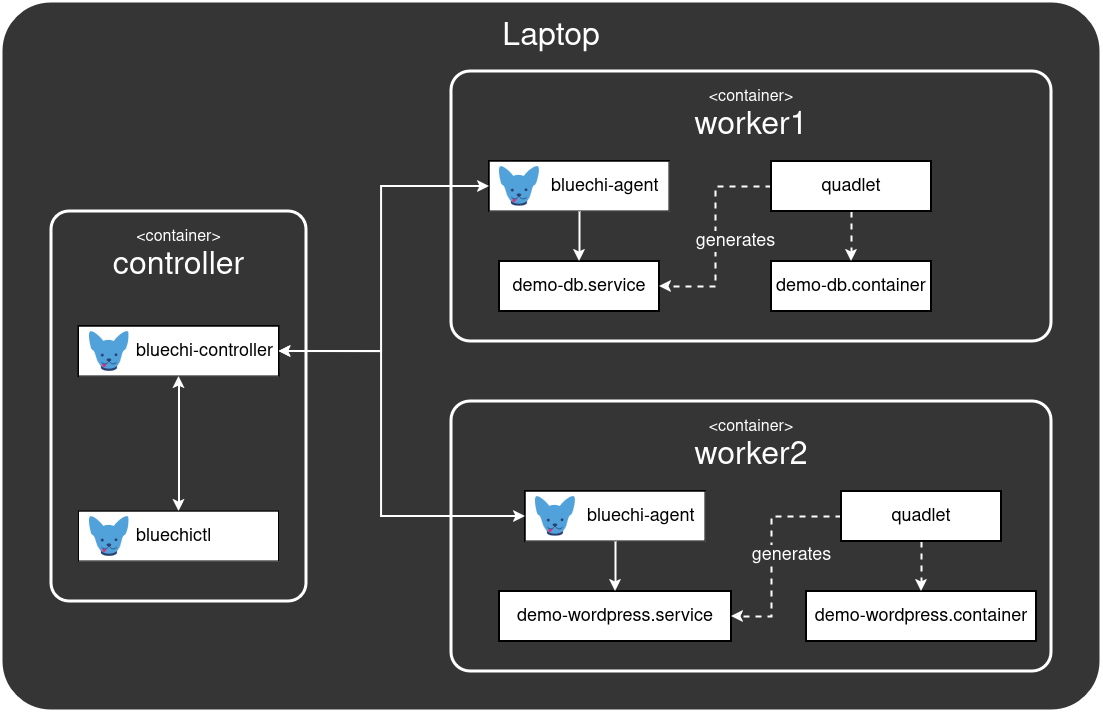 Laptop
<container>
controller
bluechi-controller
bluechictl
<container>
worker1
bluechi-agent
quadlet
generates
demo-db.service
demo-db.container
<container>
worker2
bluechi-agent
quadlet
generates
demo-wordpress.service
demo-wordpress.container